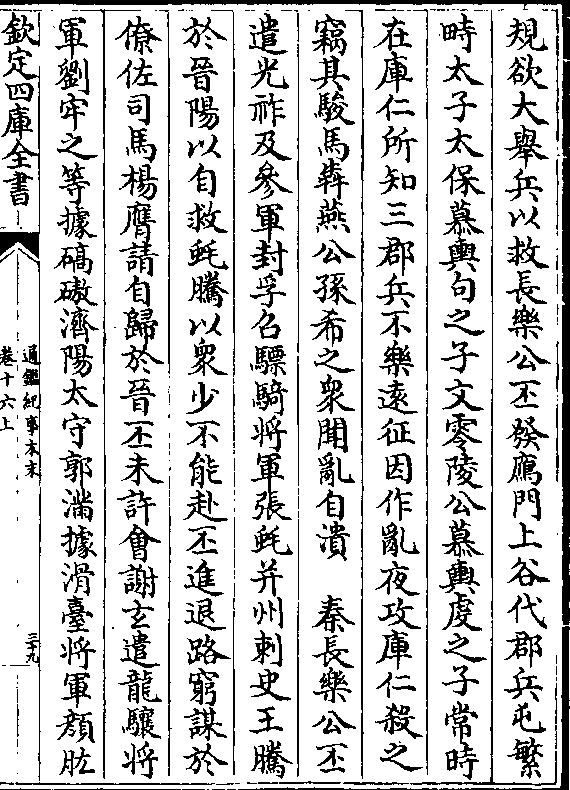 規欲大舉兵以救長樂公丕發鴈門上谷代郡兵屯繁
時太子太保慕輿句之子文零陵公慕輿虔之子常時
在庫仁所知三郡兵不樂遠征因作亂夜攻庫仁殺之
竊其駿馬犇燕公孫希之衆聞亂自潰　秦長樂公丕
遣光祚及參軍封孚召驃騎將軍張蚝并州刺史王騰
於晉陽以自救蚝騰以衆少不能赴丕進退路窮謀於
僚佐司馬楊膺請自歸於晉丕未許會謝玄遣龍驤將
軍劉牢之等據碻磝濟陽太守郭滿據滑臺將軍顏肱
欽定四庫全書
通鑑紀事本末
卷十六上
三十九